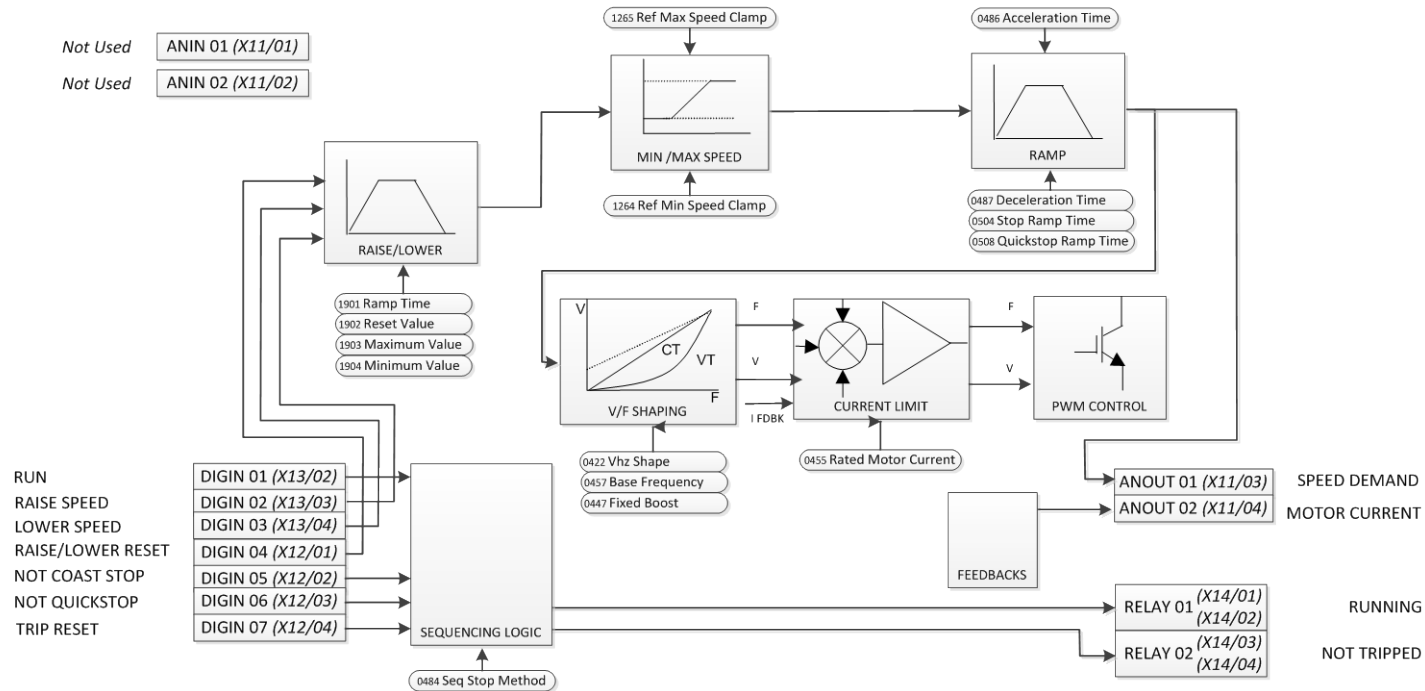 1265 Ref Max Speed Clamp
0486 Acceleration Time
Not Used
ANIN 01 (X11/01)
Not Used
ANIN 02 (X11/02)
MIN /MAX SPEED
RAMP
1264 Ref Min Speed Clamp
0487 Deceleration Time
0504 Stop Ramp Time
0508 Quickstop Ramp Time
RAISE/LOWER
1901 Ramp Time
1902 Reset Value
1903 Maximum Value
1904 Minimum Value
V
CT
VT
F
V/F SHAPING
F
V
I FDBK
CURRENT LIMIT
F
V
PWM CONTROL
0422 Vhz Shape
0457 Base Frequency
0447 Fixed Boost
0455 Rated Motor Current
RUN
DIGIN 01 (X13/02)
RAISE SPEED
DIGIN 02 (X13/03)
LOWER SPEED
DIGIN 03 (X13/04)
RAISE/LOWER RESET
DIGIN 04 (X12/01)
NOT COAST STOP
DIGIN 05 (X12/02)
NOT QUICKSTOP
DIGIN 06 (X12/03)
TRIP RESET
DIGIN 07 (X12/04)
SEQUENCING LOGIC
0484 Seq Stop Method
FEEDBACKS
ANOUT 01 (X11/03)
SPEED DEMAND
ANOUT 02 (X11/04)
MOTOR CURRENT
RELAY 01 (X14/01)
(X14/02)
RUNNING
RELAY 02 (X14/03)
(X14/04)
NOT TRIPPED